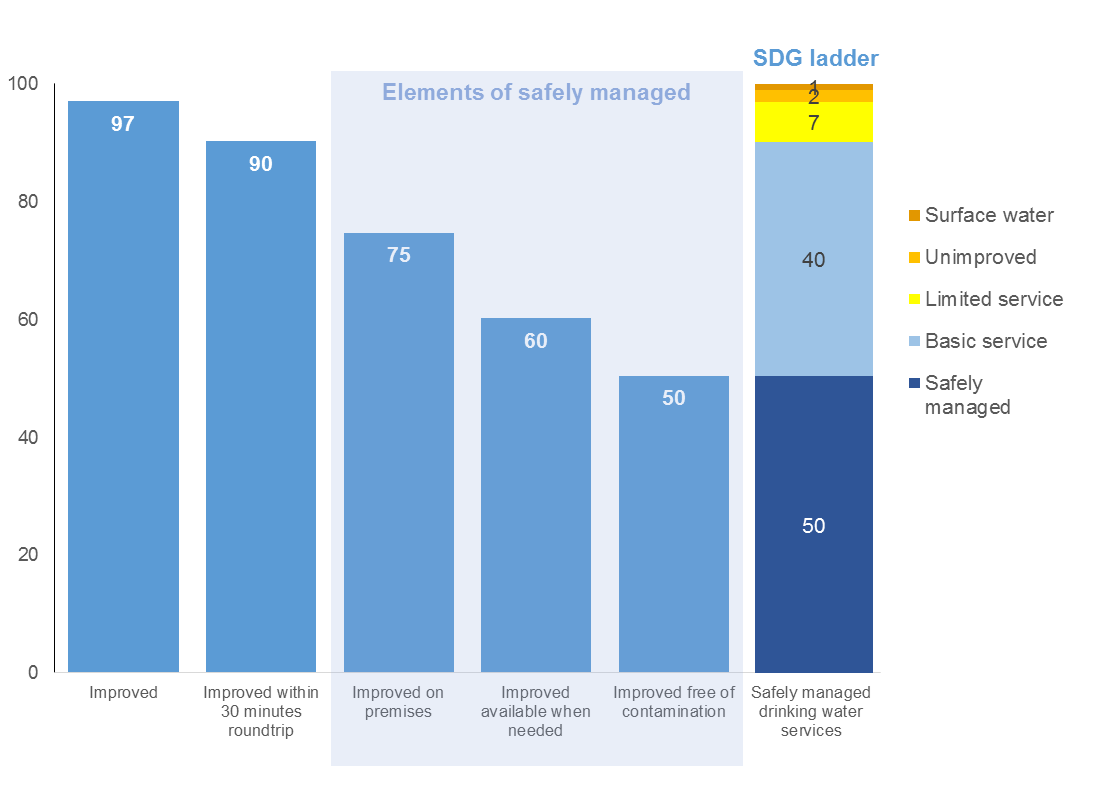 SDG ladder
Elements of safely managed
100
80
60
40
20
0
97
90
75
60
50
1
2
7
40
50
Improved
Improved within
30 minutes
roundtrip
Improved on
premises
Improved
available when
needed
Improved free of
contamination
Safely managed
drinking water
services
Surface water
Unimproved
Limited service
Basic service
Safely
managed